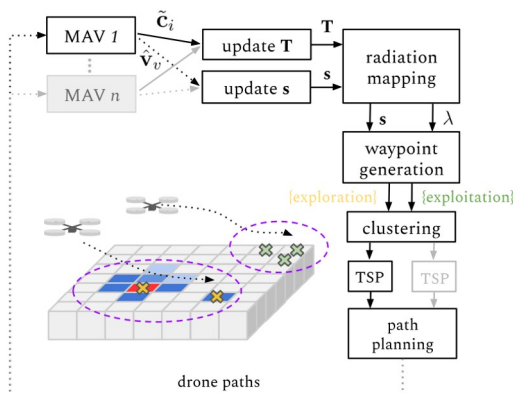 MAV 1
c̃ᵢ
v̂ᵥ
MAV n
update T
T
update s
s
radiation
mapping
s
λ
waypoint
generation
{exploration}
{exploitation}
clustering
TSP
TSP
path
planning
drone paths